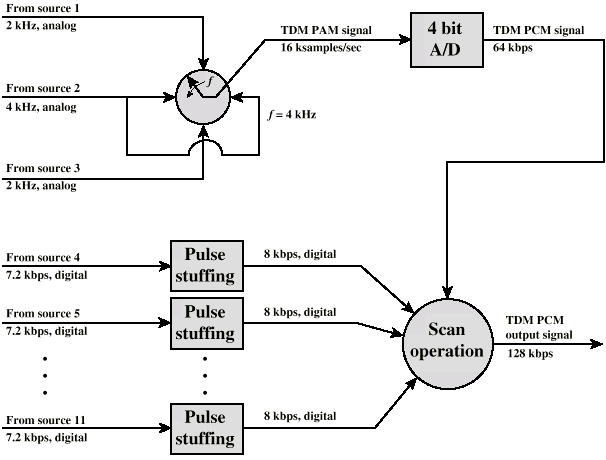 From source 1
2 kHz, analog
TDM PAM signal
16 ksamples/sec
4 bit
A/D
TDM PCM signal
64 kbps
From source 2
4 kHz, analog
f
f = 4 kHz
From source 3
2 kHz, analog
From source 4
7.2 kbps, digital
Pulse
stuffing
8 kbps, digital
From source 5
7.2 kbps, digital
Pulse
stuffing
8 kbps, digital
Scan
operation
TDM PCM
output signal
128 kbps
From source 11
7.2 kbps, digital
Pulse
stuffing
8 kbps, digital